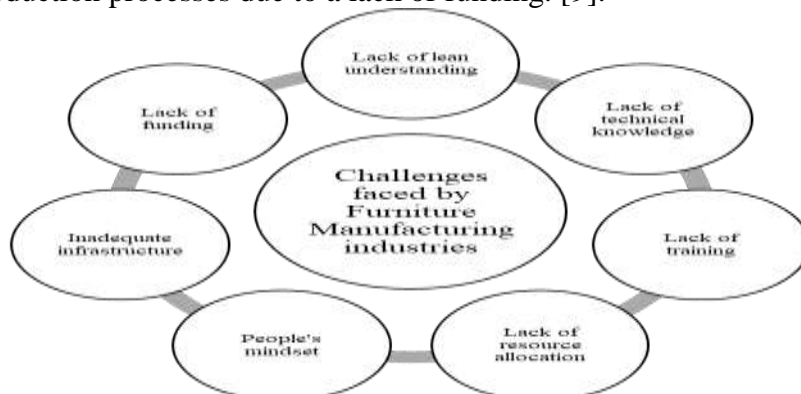 oduction processes due to a lack of funding. [9].
Lack of lean
understanding
Lack of
funding
Lack of
technical
knowledge
Challenges
faced by
Furniture
Manufacturing
industries
Inadequate
infrastructure
Lack of
training
People's
mindset
Lack of
resource
allocation